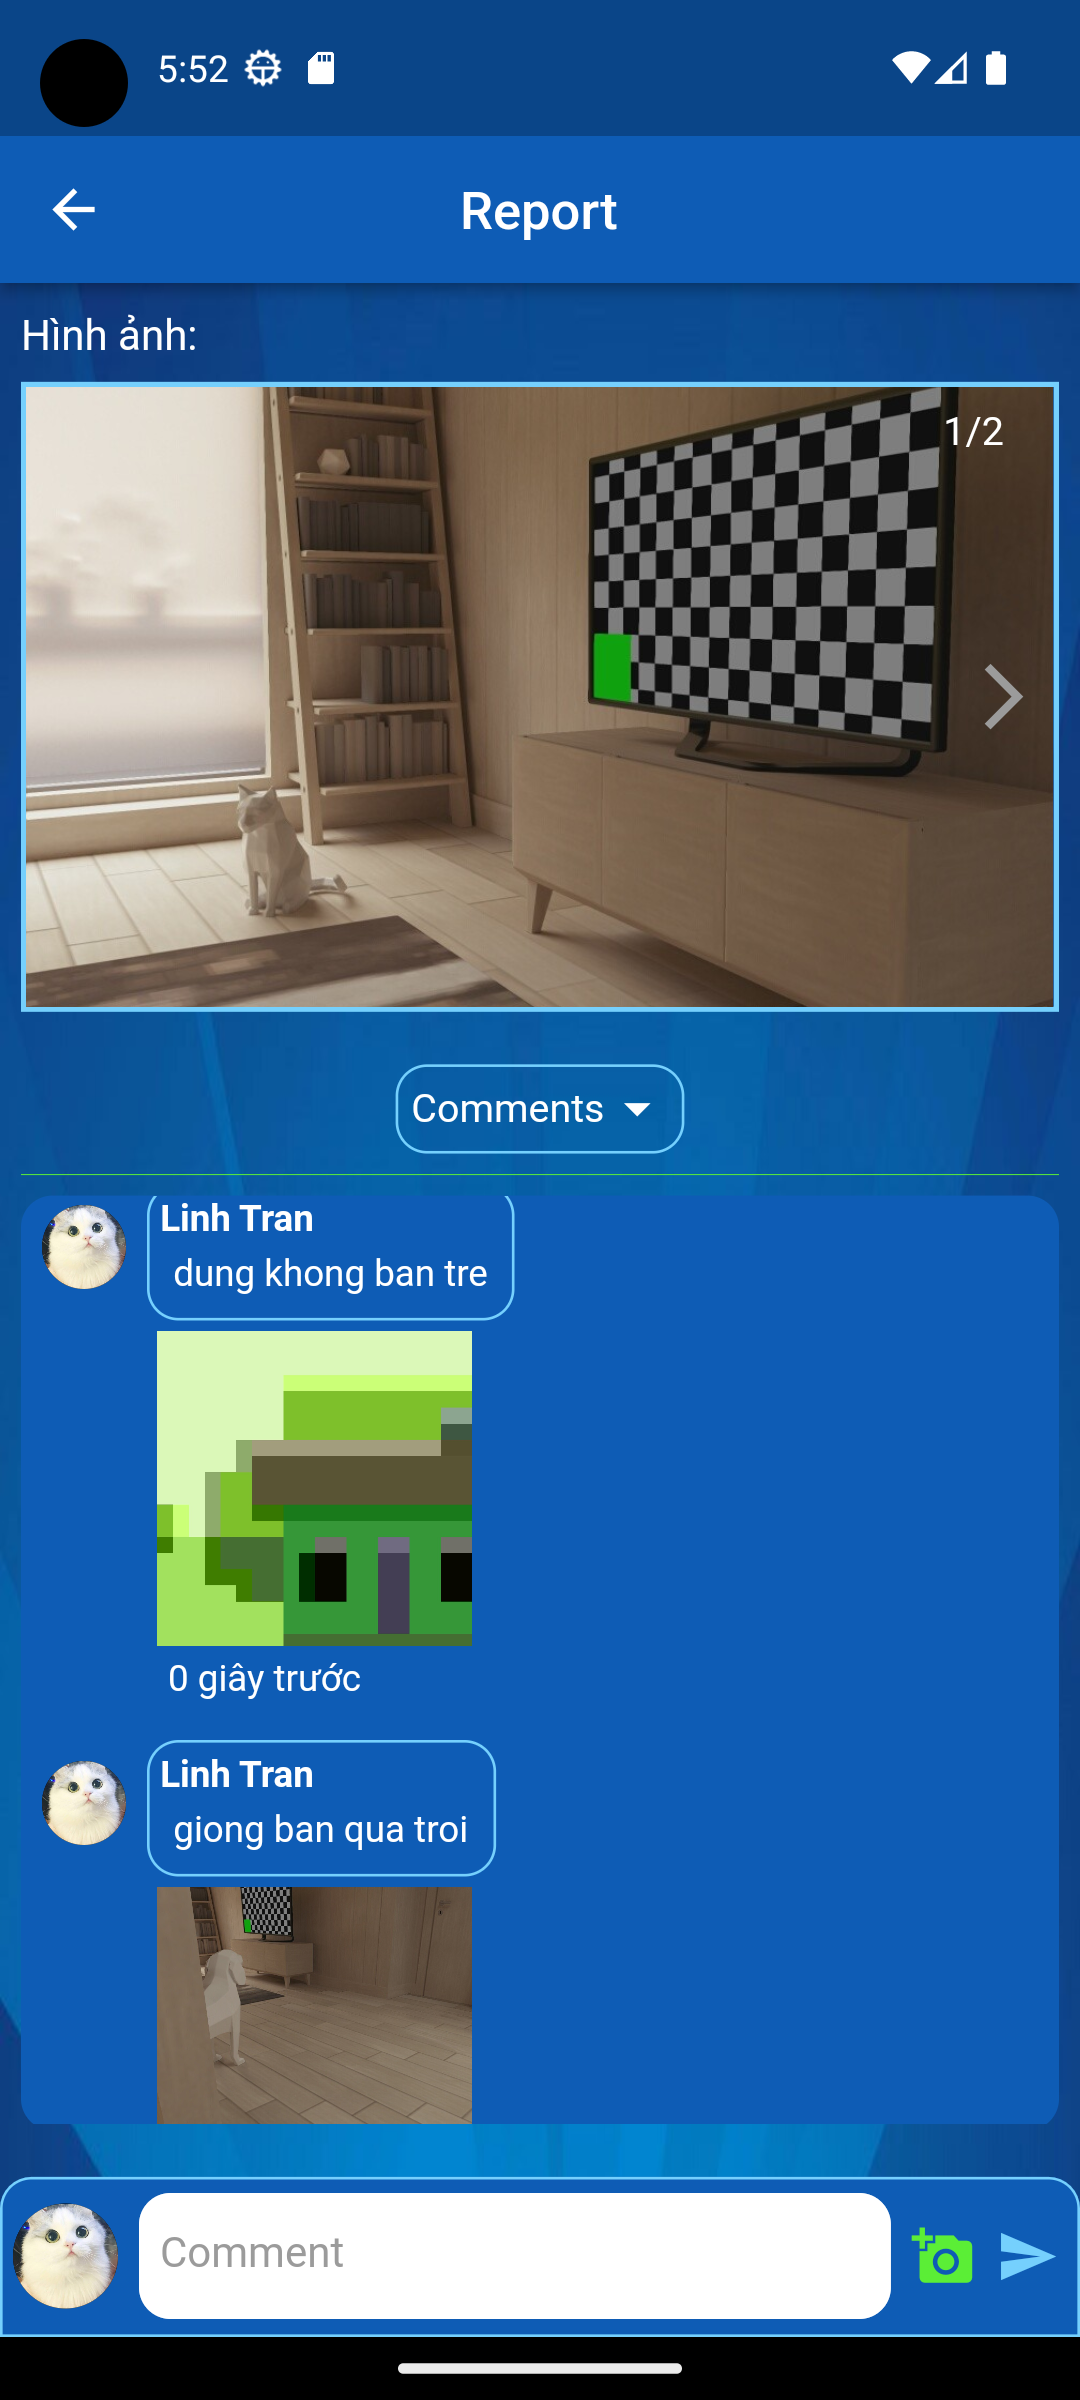 5:52
Report
Hình ảnh:
1/2
Comments
Linh Tran
dung khong ban tre
0 giây trước
Linh Tran
giong ban qua troi
Comment